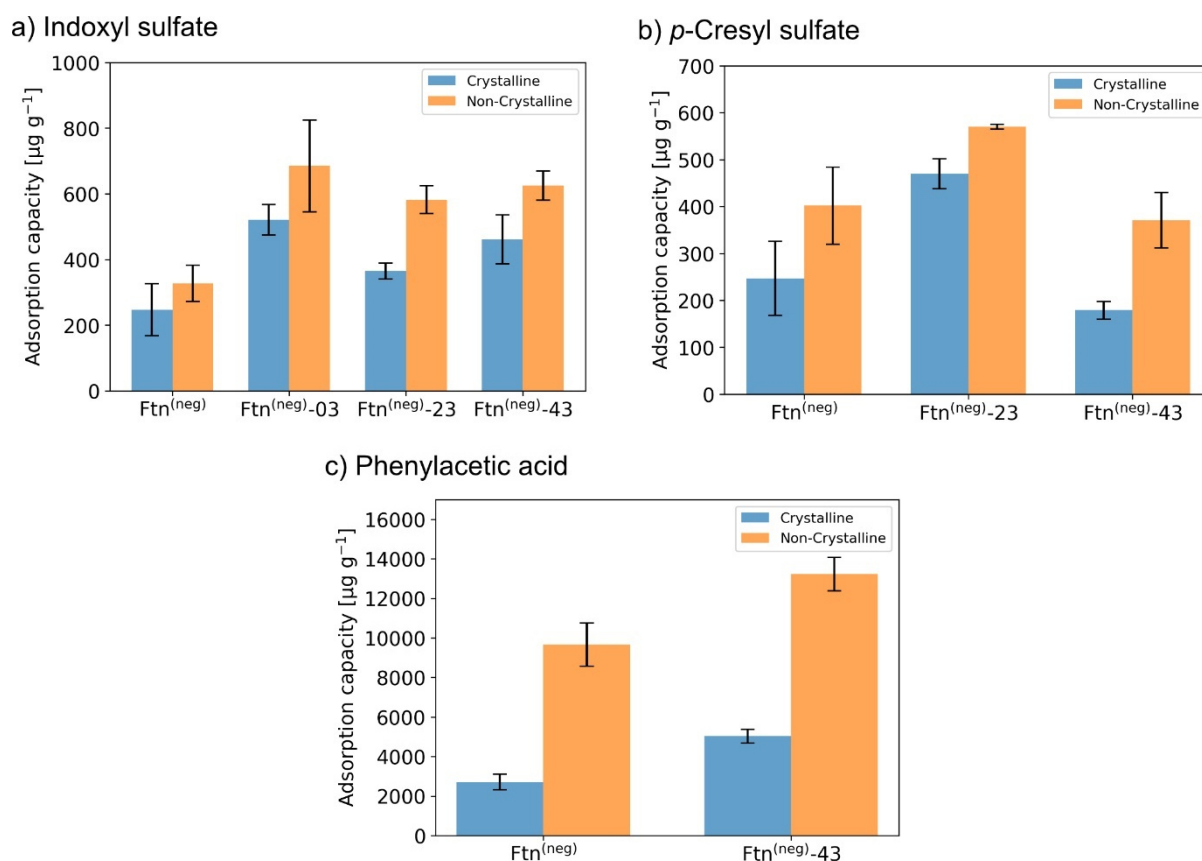 a) Indoxyl sulfate
Adsorption capacity [µg g⁻¹]
1000
800
600
400
200
0
Crystalline
Non-Crystalline
Ftn⁽ⁿᵉᵍ⁾
Ftn⁽ⁿᵉᵍ⁾-03
Ftn⁽ⁿᵉᵍ⁾-23
Ftn⁽ⁿᵉᵍ⁾-43
b) p-Cresyl sulfate
Adsorption capacity [µg g⁻¹]
700
600
500
400
300
200
100
0
Crystalline
Non-Crystalline
Ftn⁽ⁿᵉᵍ⁾
Ftn⁽ⁿᵉᵍ⁾-23
Ftn⁽ⁿᵉᵍ⁾-43
c) Phenylacetic acid
Adsorption capacity [µg g⁻¹]
16000
14000
12000
10000
8000
6000
4000
2000
0
Crystalline
Non-Crystalline
Ftn⁽ⁿᵉᵍ⁾
Ftn⁽ⁿᵉᵍ⁾-43